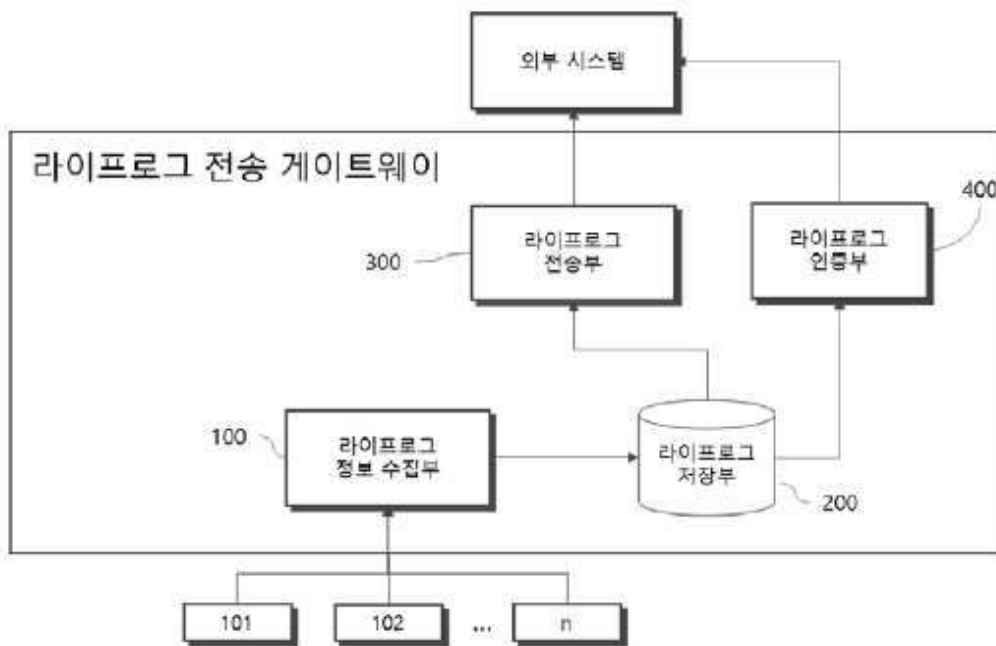 외부 시스템
라이프로그 전송 게이트웨이
400
라이프로그
전송부
라이프로그
인증부
300
100
라이프로그
정보 수집부
라이프로그
저장부
200
101
102
...
n